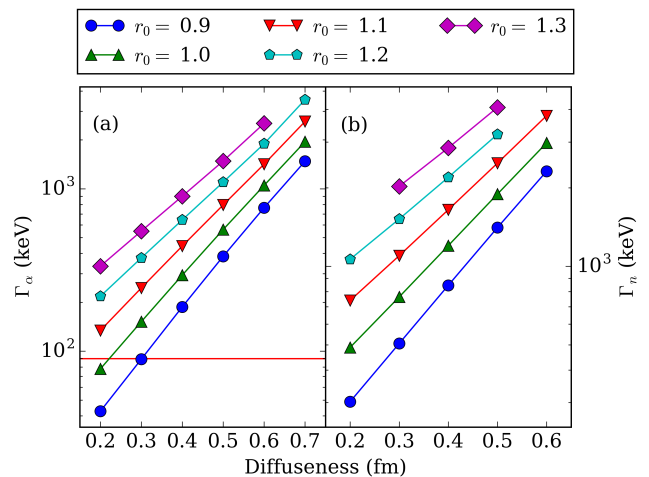 r₀ = 0.9 r₀ = 1.1 r₀ = 1.3
r₀ = 1.0 r₀ = 1.2
(a) (b)
10³
10²
Γα (keV)
10³
Γn (keV)
0.2 0.3 0.4 0.5 0.6 0.7 0.2 0.3 0.4 0.5 0.6
Diffuseness (fm)